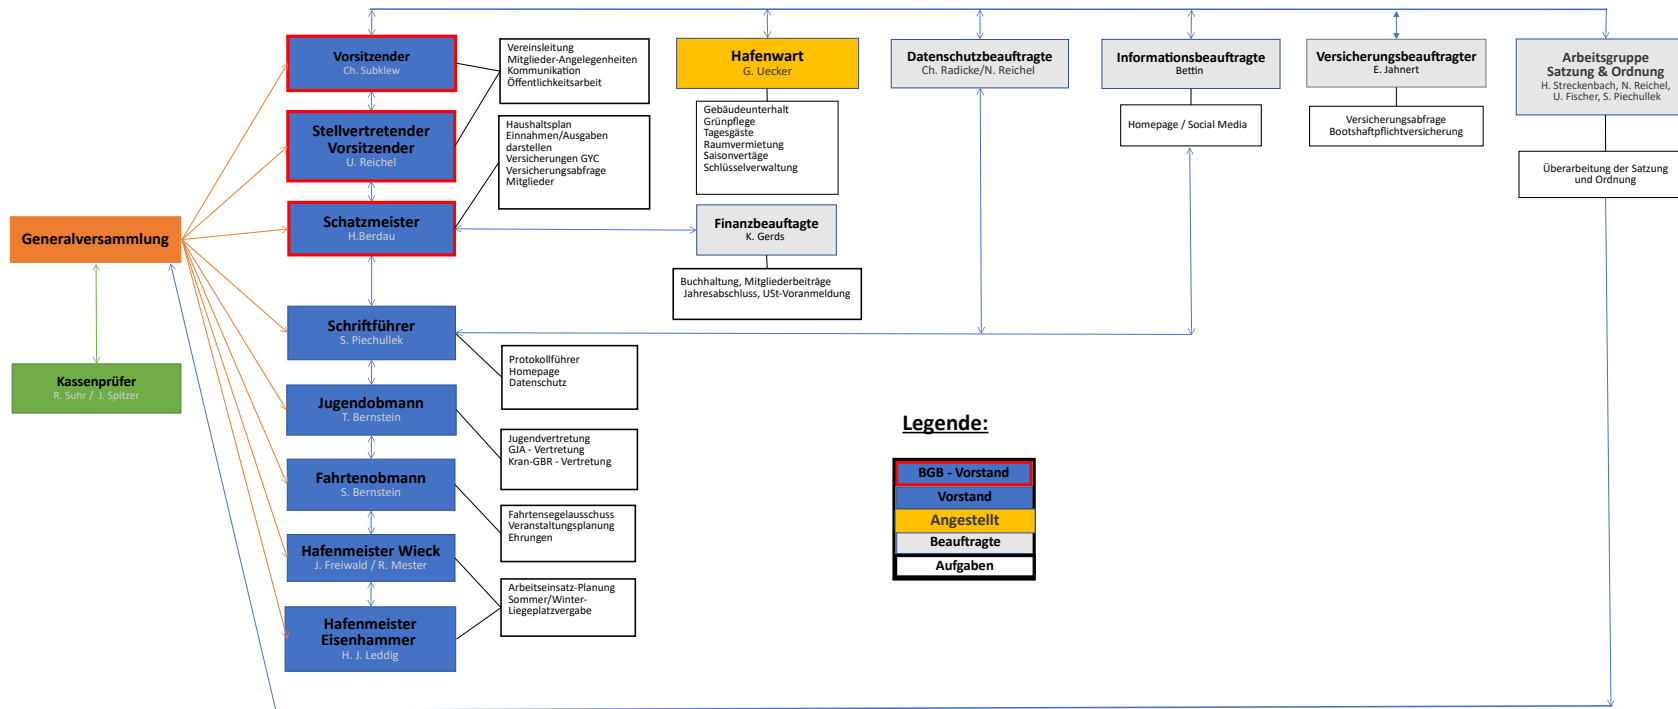 Generalversammlung
Kassenprüfer
R. Suhr / J. Spitzer
Vorsitzender
Ch. Subklew
Stellvertretender
Vorsitzender
U. Reichel
Schatzmeister
H.Berdau
Schriftführer
S. Piechullek
Jugendobmann
T. Bernstein
Fahrtenobmann
S. Bernstein
Hafenmeister Wieck
J. Freiwald / R. Mester
Hafenmeister
Eisenhammer
H. J. Leddig
Vereinsleitung
Mitglieder-Angelegenheiten
Kommunikation
Öffentlichkeitsarbeit
Haushaltsplan
Einnahmen/Ausgaben
darstellen
Versicherungen GYC
Versicherungsabfrage
Mitglieder
Protokollführer
Homepage
Datenschutz
Jugendvertretung
GJA - Vertretung
Kran-GBR - Vertretung
Fahrtensegelausschuss
Veranstaltungsplanung
Ehrungen
Arbeitseinsatz-Planung
Sommer/Winter-
Liegeplatzvergabe
Hafenwart
G. Uecker
Gebäudeunterhalt
Grünpflege
Tagesgäste
Raumvermietung
Saisonvertäge
Schlüsselverwaltung
Finanzbeauftagte
K. Gerds
Buchhaltung, Mitgliederbeiträge
Jahresabschluss, USt-Voranmeldung
Datenschutzbeauftragte
Ch. Radicke/N. Reichel
Informationsbeauftragte
Bettin
Homepage / Social Media
Versicherungsbeauftragter
E. Jahnert
Versicherungsabfrage
Bootshaftpflichtversicherung
Arbeitsgruppe
Satzung & Ordnung
H. Streckenbach, N. Reichel,
U. Fischer, S. Piechullek
Überarbeitung der Satzung
und Ordnung
Legende:
BGB - Vorstand
Vorstand
Angestellt
Beauftragte
Aufgaben